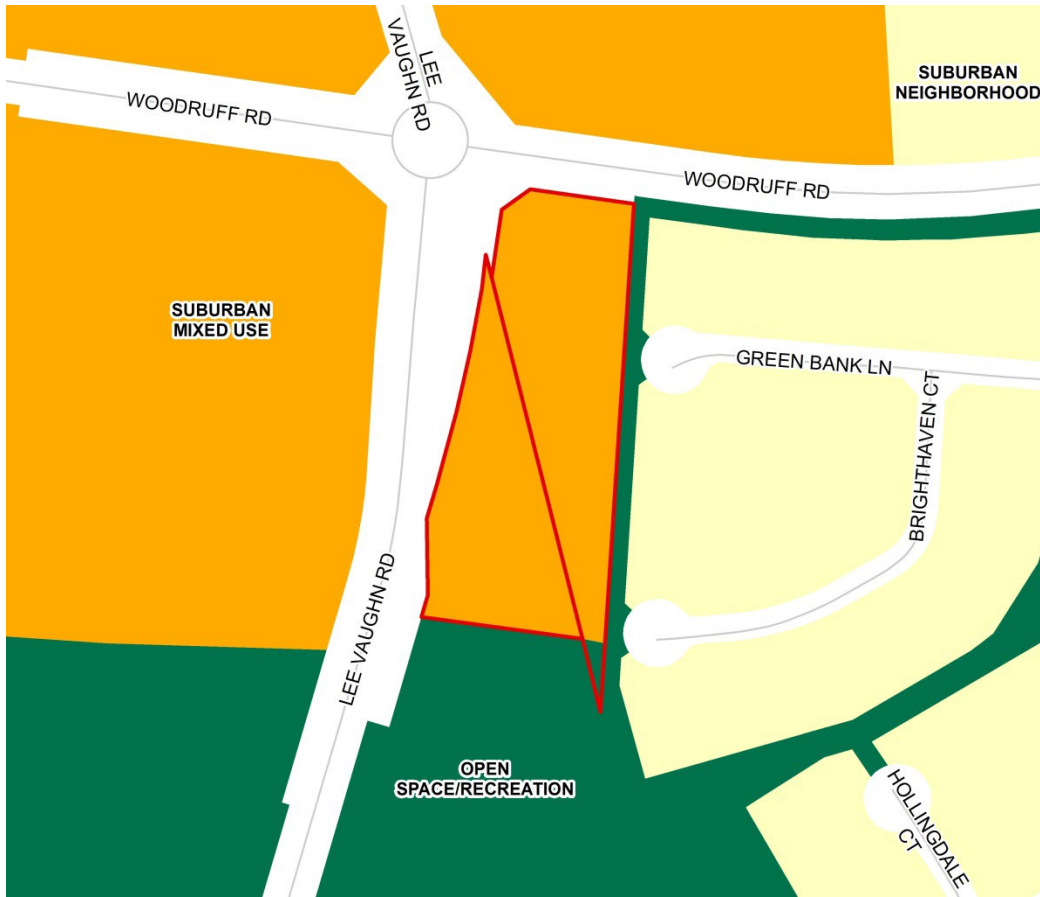 LEE
VAUGHN RD
SUBURBAN
NEIGHBORHOOD
WOODRUFF RD
WOODRUFF RD
SUBURBAN
MIXED USE
GREEN BANK LN
BRIGHTHAVEN CT
LEE VAUGHN RD
OPEN
SPACE/RECREATION
HOLLINGDALE
CT